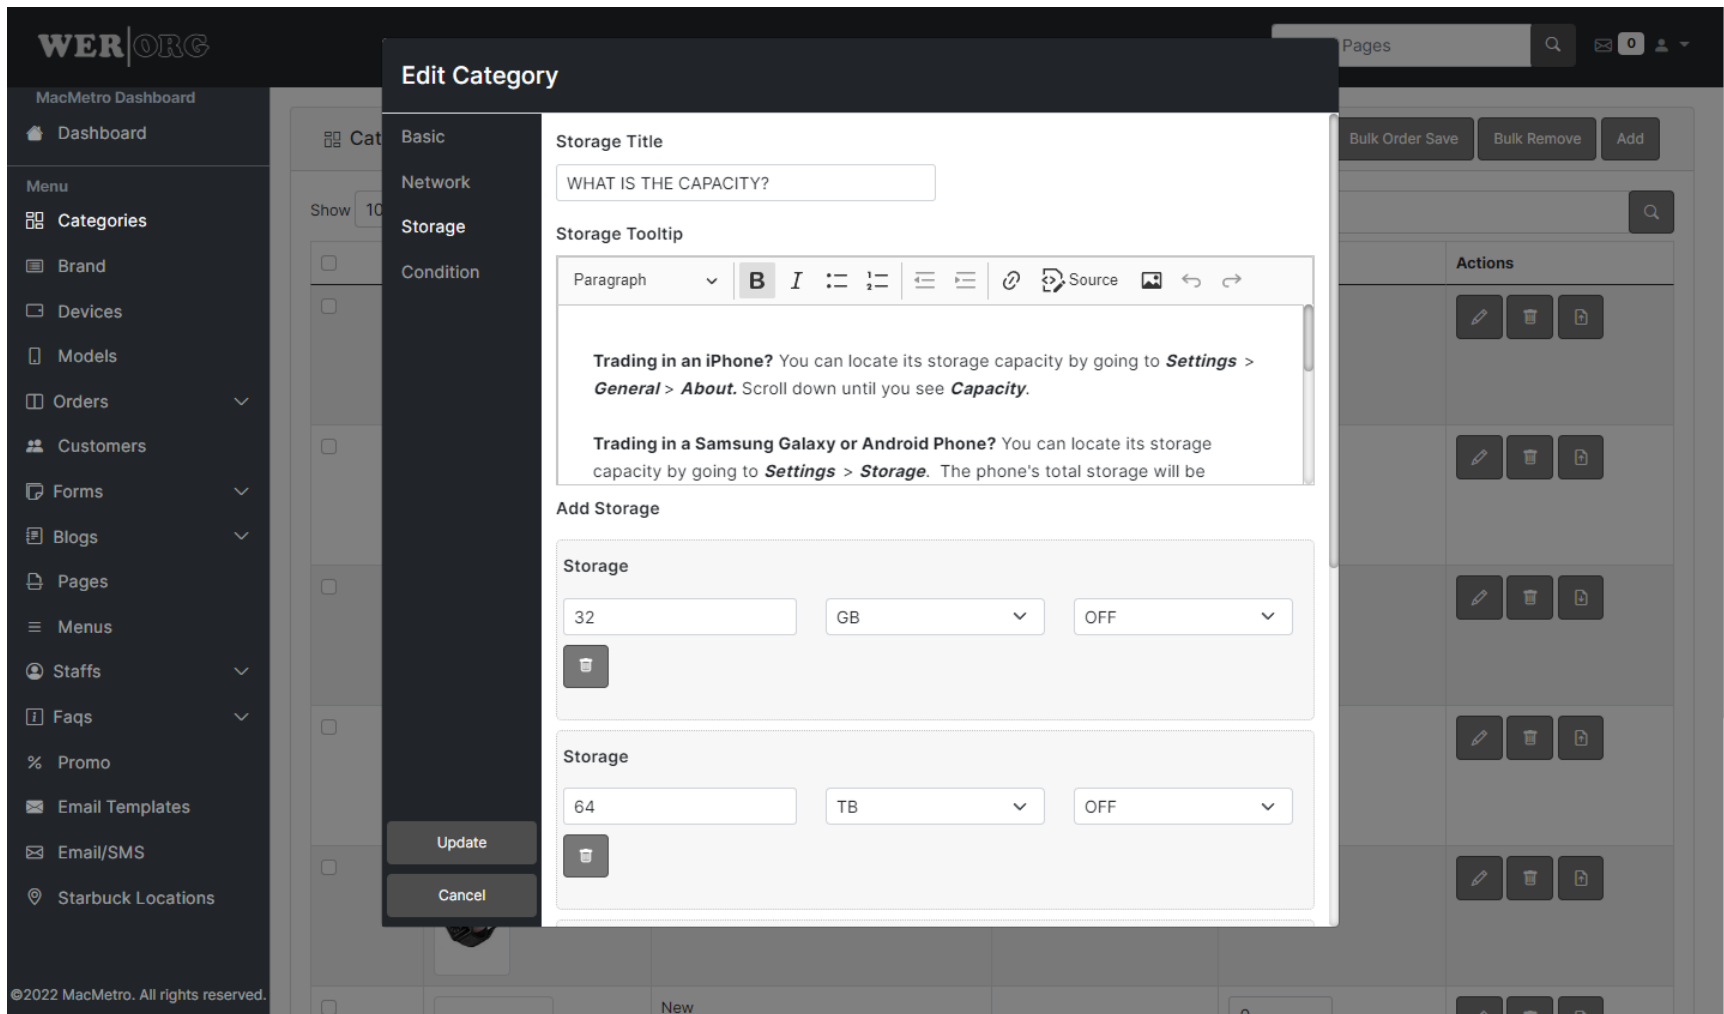 WER|ORG
Pages
0
MacMetro Dashboard
Dashboard
Menu
Categories
Brand
Devices
Models
Orders
Customers
Forms
Blogs
Pages
Menus
Staffs
Faqs
Promo
Email Templates
Email/SMS
Starbuck Locations
©2022 MacMetro. All rights reserved.
Cat
Bulk Order Save
Bulk Remove
Add
Show 10
Actions
New
0
Edit Category
Basic
Network
Storage
Condition
Update
Cancel
Storage Title
WHAT IS THE CAPACITY?
Storage Tooltip
Paragraph
B I Source
Trading in an iPhone? You can locate its storage capacity by going to Settings >
General > About. Scroll down until you see Capacity.
Trading in a Samsung Galaxy or Android Phone? You can locate its storage
capacity by going to Settings > Storage. The phone's total storage will be
Add Storage
Storage
32 GB OFF
Storage
64 TB OFF